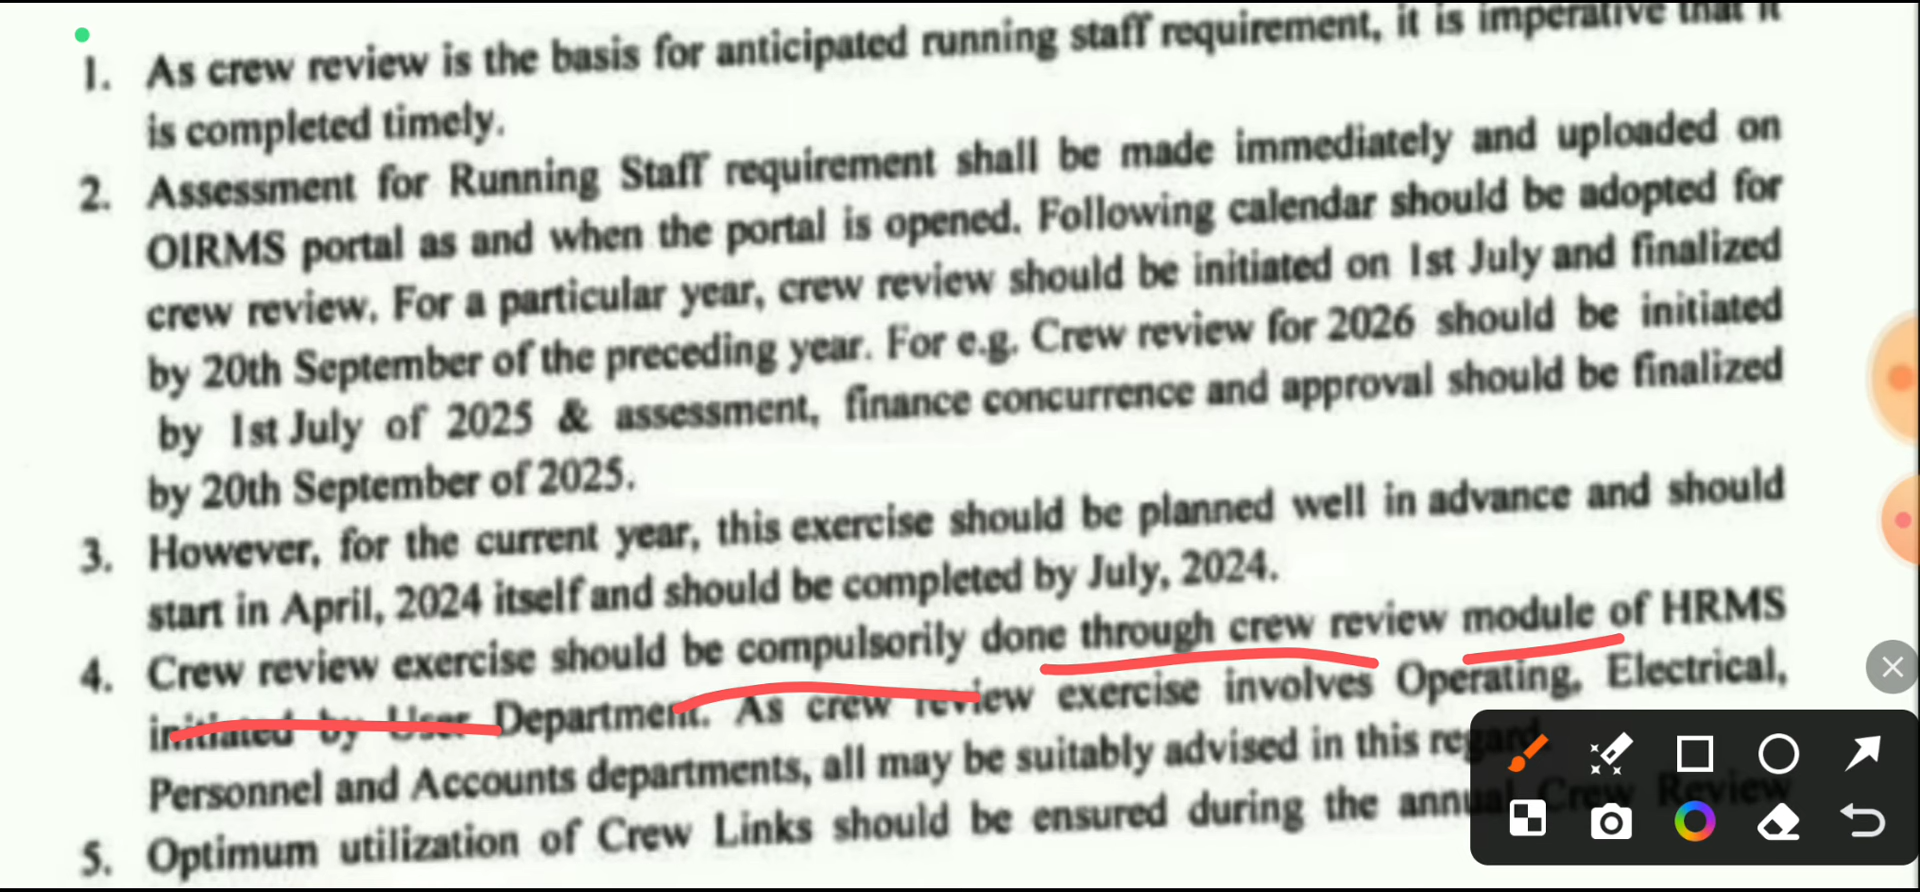 1. As crew review is the basis for anticipated running staff requirement, it is imperative that it
is completed timely.
2. Assessment for Running Staff requirement shall be made immediately and uploaded on
OIRMS portal as and when the portal is opened. Following calendar should be adopted for
crew review. For a particular year, crew review should be initiated on 1st July and finalized
by 20th September of the preceding year. For e.g. Crew review for 2026 should be initiated
by 1st July of 2025 & assessment, finance concurrence and approval should be finalized
by 20th September of 2025.
3. However, for the current year, this exercise should be planned well in advance and should
start in April, 2024 itself and should be completed by July, 2024.
4. Crew review exercise should be compulsorily done through crew review module of HRMS
initiated by User Department. As crew review exercise involves Operating, Electrical,
Personnel and Accounts departments, all may be suitably advised in this regard.
5. Optimum utilization of Crew Links should be ensured during the annual Crew Review